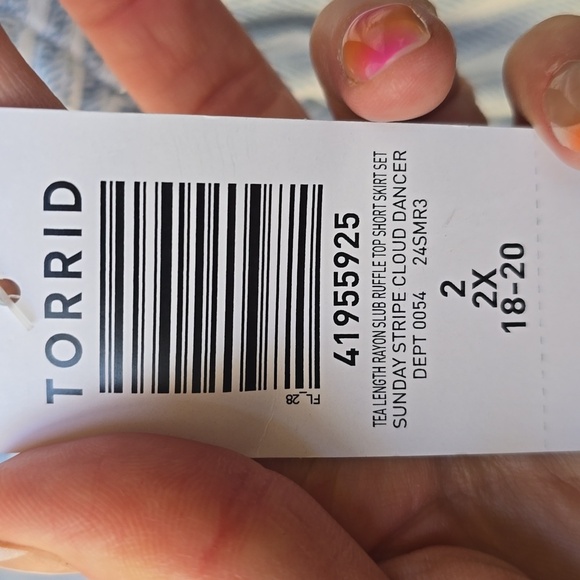 TORRID
FL_28
41955925
TEA LENGTH RAYON SLUB RUFFLE TOP SHORT SKIRT SET
SUNDAY STRIPE CLOUD DANCER
DEPT 0054 24SMR3
2
2X
18-20